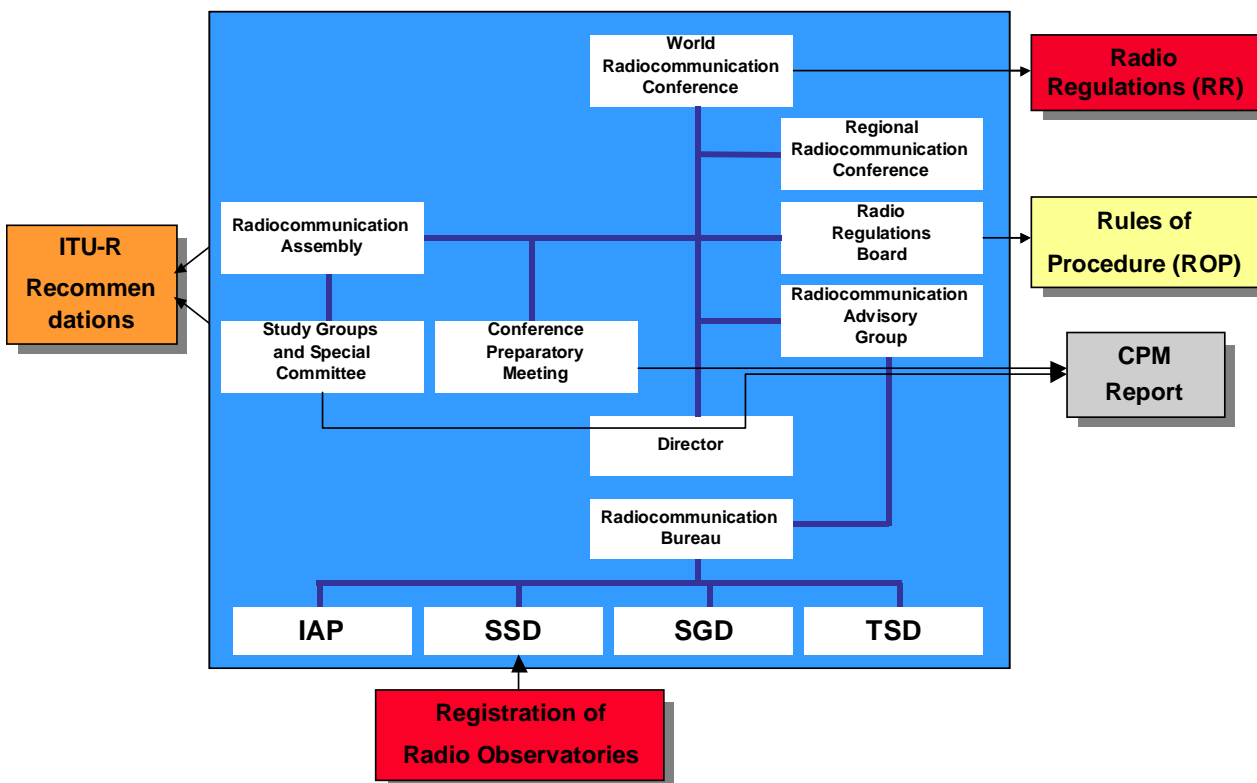 World
Radiocommunication
Conference
Radio
Regulations (RR)
Regional
Radiocommunication
Conference
Radiocommunication
Assembly
Radio
Regulations
Board
ITU-R
Recommen
dations
Rules of
Procedure (ROP)
Study Groups
and Special
Committee
Conference
Preparatory
Meeting
Radiocommunication
Advisory
Group
CPM
Report
Director
Radiocommunication
Bureau
IAP
SSD
SGD
TSD
Registration of
Radio Observatories